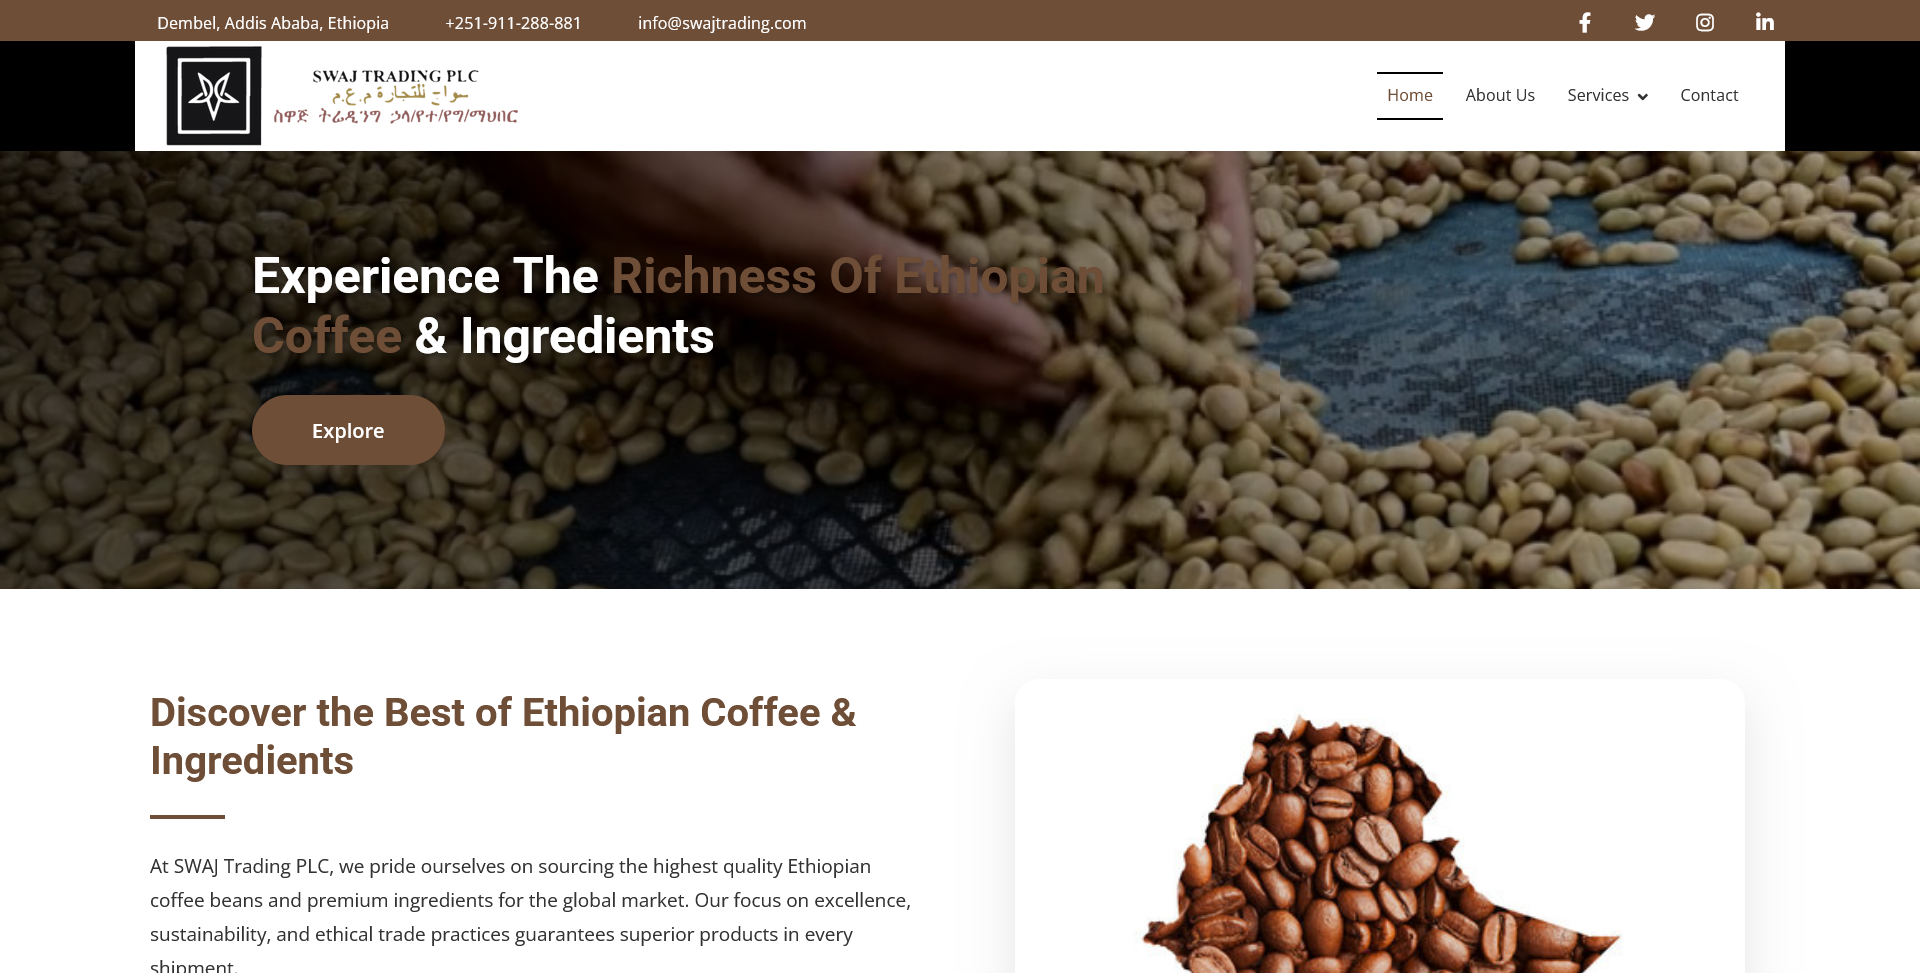 Dembel, Addis Ababa, Ethiopia
+251-911-288-881
info@swajtrading.com
SWAJ TRADING PLC
سواج للتجارة م.ع.م
ስዋጅ ትሬዲንግ ኃላ/የተ/የግ/ማህበር
Home
About Us
Services
Contact
Experience The Richness Of Ethiopian
Coffee & Ingredients
Explore
Discover the Best of Ethiopian Coffee &
Ingredients
At SWAJ Trading PLC, we pride ourselves on sourcing the highest quality Ethiopian
coffee beans and premium ingredients for the global market. Our focus on excellence,
sustainability, and ethical trade practices guarantees superior products in every
shipment.